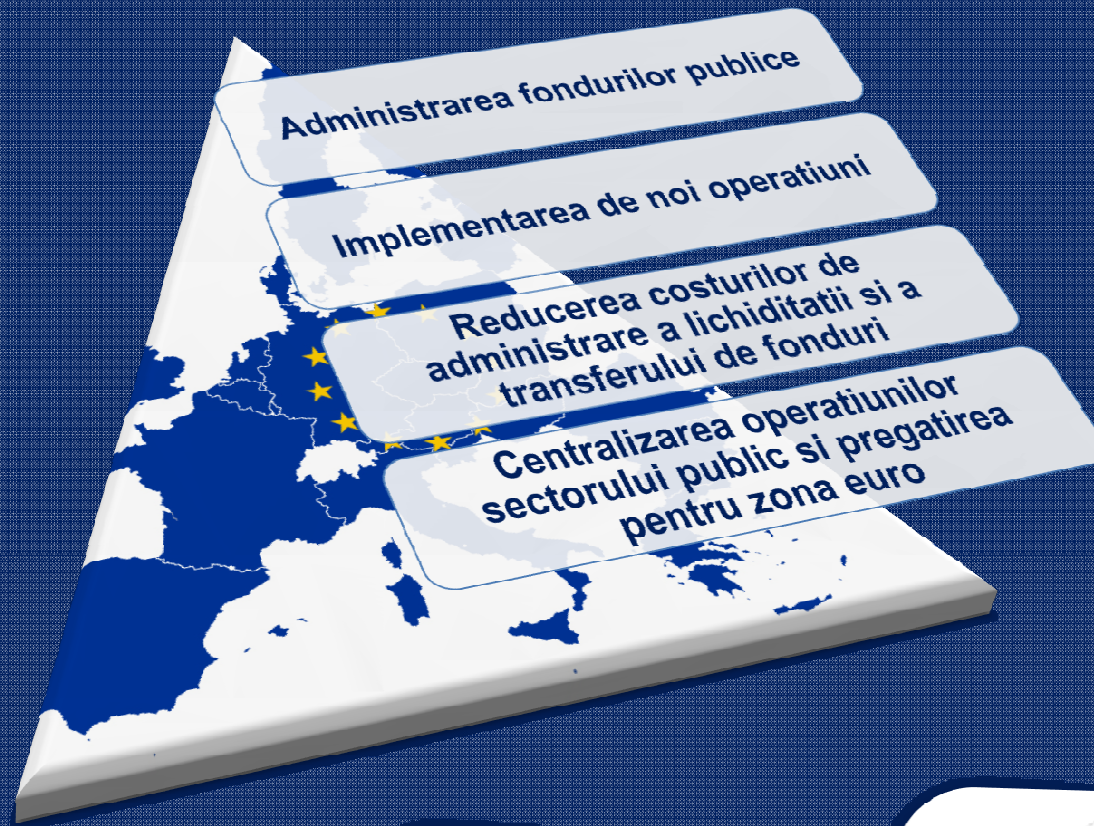 Administrarea fondurilor publice
Implementarea de noi operatiuni
Reducerea costurilor de
administrare a lichiditatii si a
transferului de fonduri
Centralizarea operatiunilor
sectorului public si pregatirea
pentru zona euro